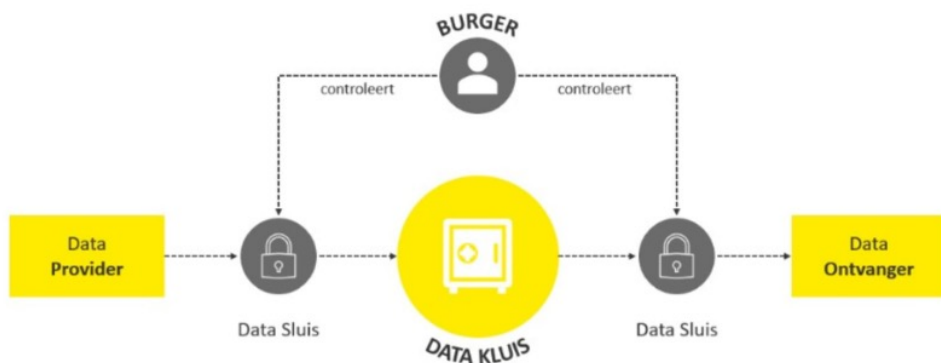 BURGER
controleert
controleert
Data
Provider
Data
Ontvanger
Data Sluis
Data Sluis
DATA KLUIS